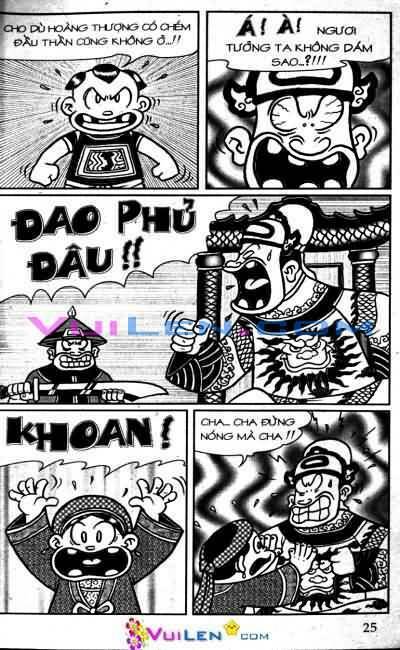 CHO DÙ HOÀNG THƯỢNG CÓ CHÉM
ĐẦU THẦN CŨNG KHÔNG Ở...!!
Á! À! NGƯƠI
TƯỞNG TA KHÔNG DÁM
SAO...?!!!
ĐAO PHỦ
ĐÂU!!
VUILEN.COM
KHOAN!
CHA... CHA ĐỪNG
NÓNG MÀ CHA!!
25
VUILEN.COM